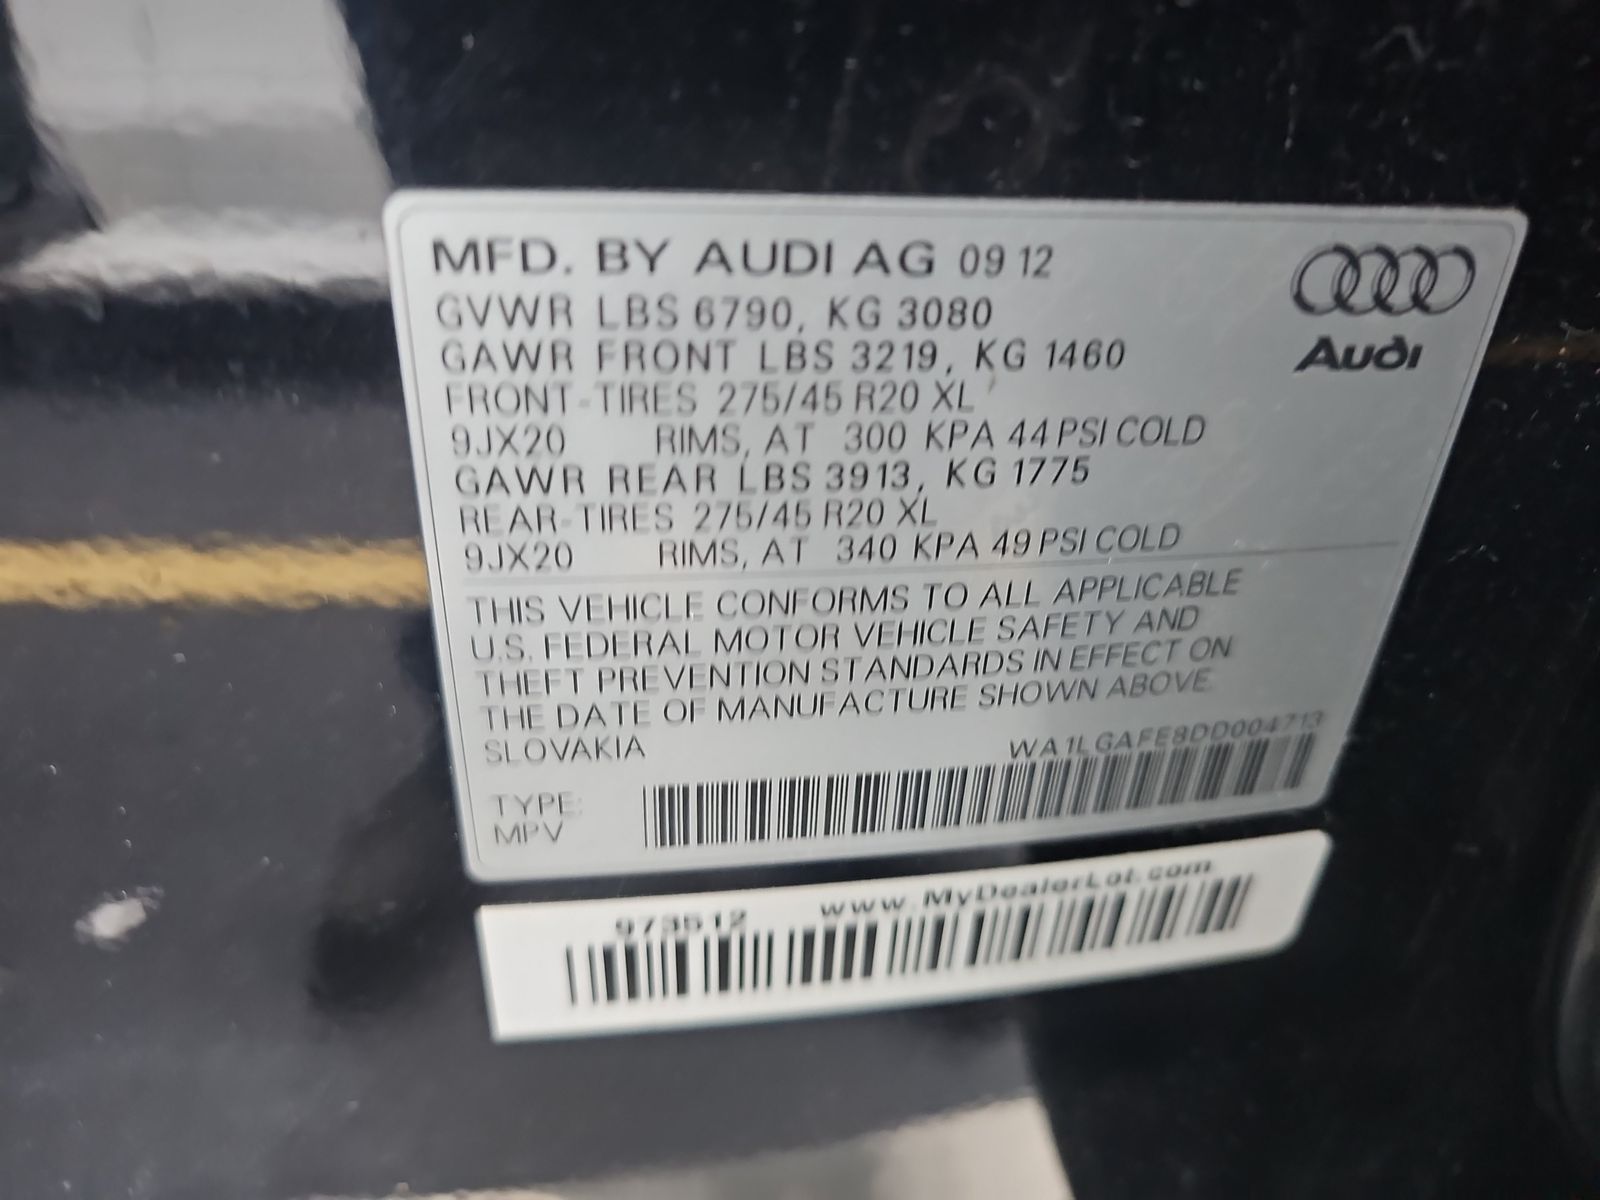 MFD. BY AUDI AG 09 12
GVWR LBS 6790, KG 3080
GAWR FRONT LBS 3219, KG 1460
FRONT-TIRES 275/45 R20 XL
9JX20 RIMS, AT 300 KPA 44 PSI COLD
GAWR REAR LBS 3913, KG 1775
REAR-TIRES 275/45 R20 XL
9JX20 RIMS, AT 340 KPA 49 PSI COLD
Audi
THIS VEHICLE CONFORMS TO ALL APPLICABLE
U.S. FEDERAL MOTOR VEHICLE SAFETY AND
THEFT PREVENTION STANDARDS IN EFFECT ON
THE DATE OF MANUFACTURE SHOWN ABOVE.
SLOVAKIA WA1LGAFE8DD004713
TYPE:
MPV
973512 www.MyDealerLot.com